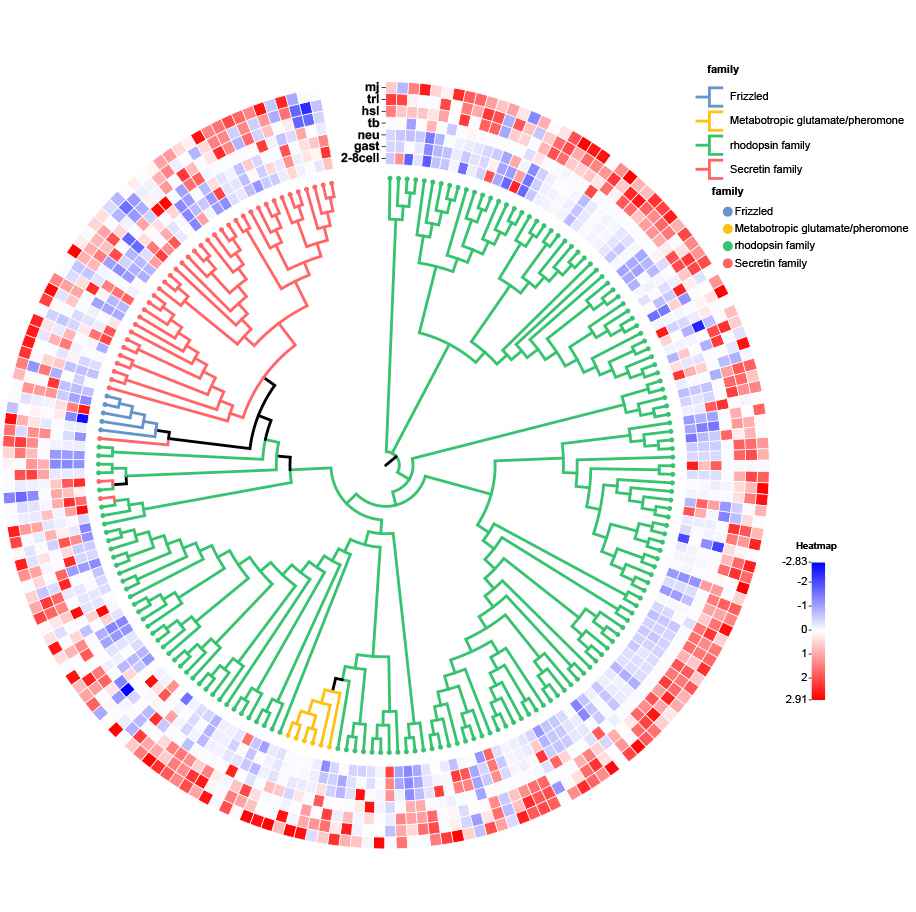 family
Frizzled
Metabotropic glutamate/pheromone
rhodopsin family
Secretin family
family
Frizzled
Metabotropic glutamate/pheromone
rhodopsin family
Secretin family
mj
trl
hsl
tb
neu
gast
2-8cell
Heatmap
-2.83
-2
-1
0
1
2
2.91